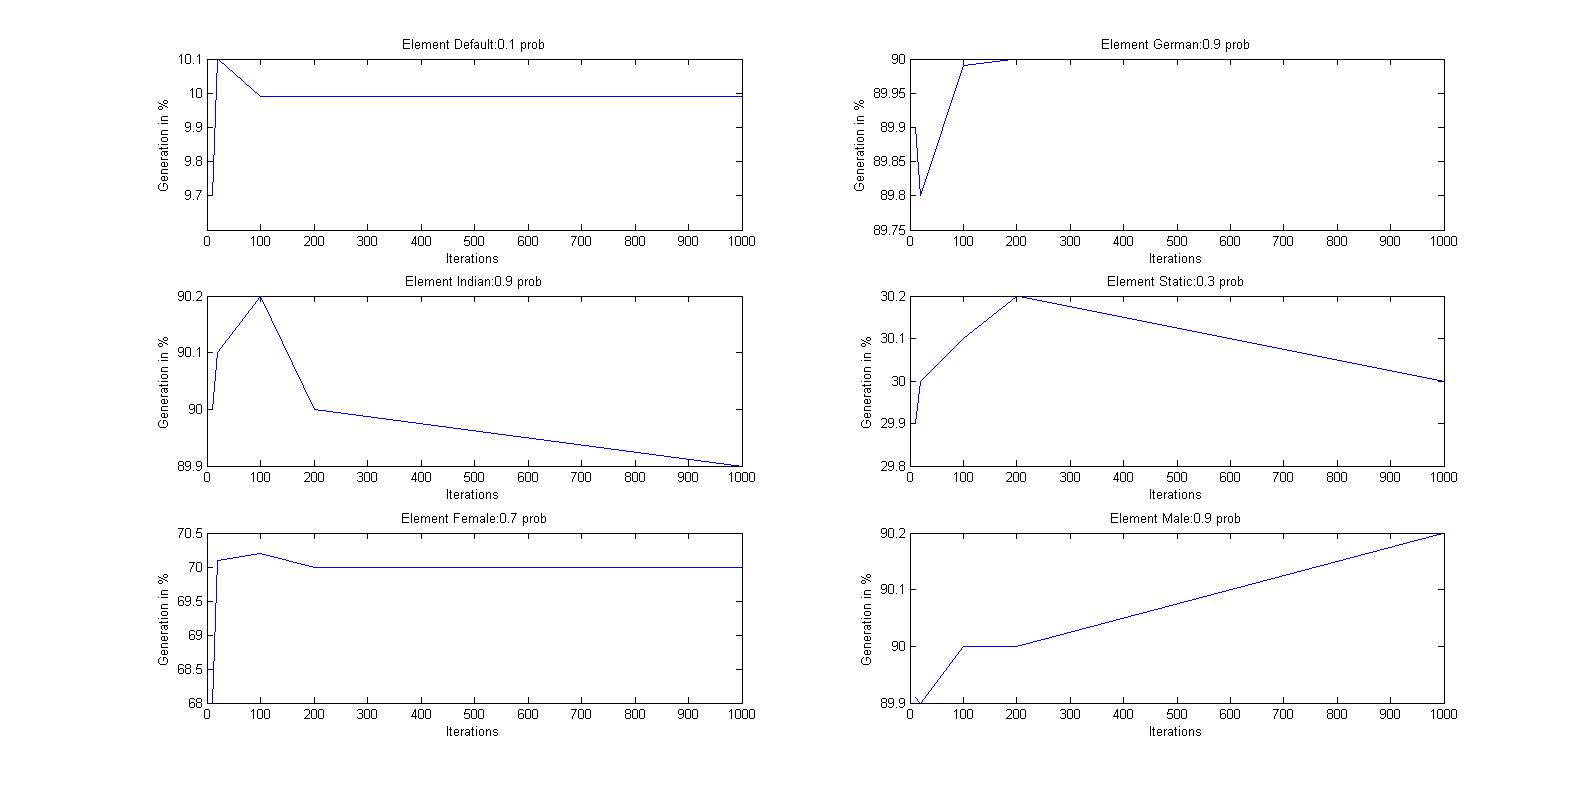 Element Default:0.1 prob
10.1
10
9.9
9.8
9.7
Generation in %
0 100 200 300 400 500 600 700 800 900 1000
Iterations
Element German:0.9 prob
90
89.95
89.9
89.85
89.8
89.75
Generation in %
0 100 200 300 400 500 600 700 800 900 1000
Iterations
Element Indian:0.9 prob
90.2
90.1
90
89.9
Generation in %
0 100 200 300 400 500 600 700 800 900 1000
Iterations
Element Static:0.3 prob
30.2
30.1
30
29.9
29.8
Generation in %
0 100 200 300 400 500 600 700 800 900 1000
Iterations
Element Female:0.7 prob
70.5
70
69.5
69
68.5
68
Generation in %
0 100 200 300 400 500 600 700 800 900 1000
Iterations
Element Male:0.9 prob
90.2
90.1
90
89.9
Generation in %
0 100 200 300 400 500 600 700 800 900 1000
Iterations